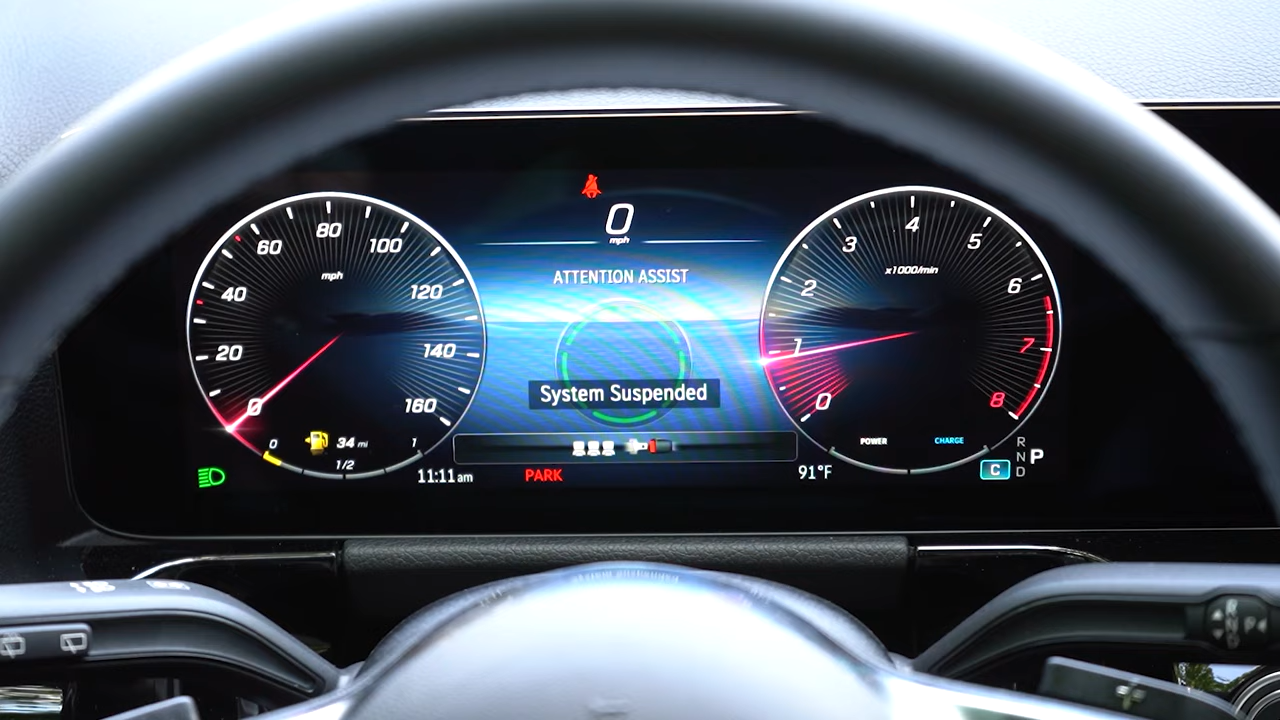 0
mph
ATTENTION ASSIST
System Suspended
0
20
40
60
80
100
120
140
160
mph
0
34 mi
1
1/2
0
1
2
3
4
5
6
7
8
x1000/min
POWER
CHARGE
R
N
D
P
C
11:11am
PARK
91°F